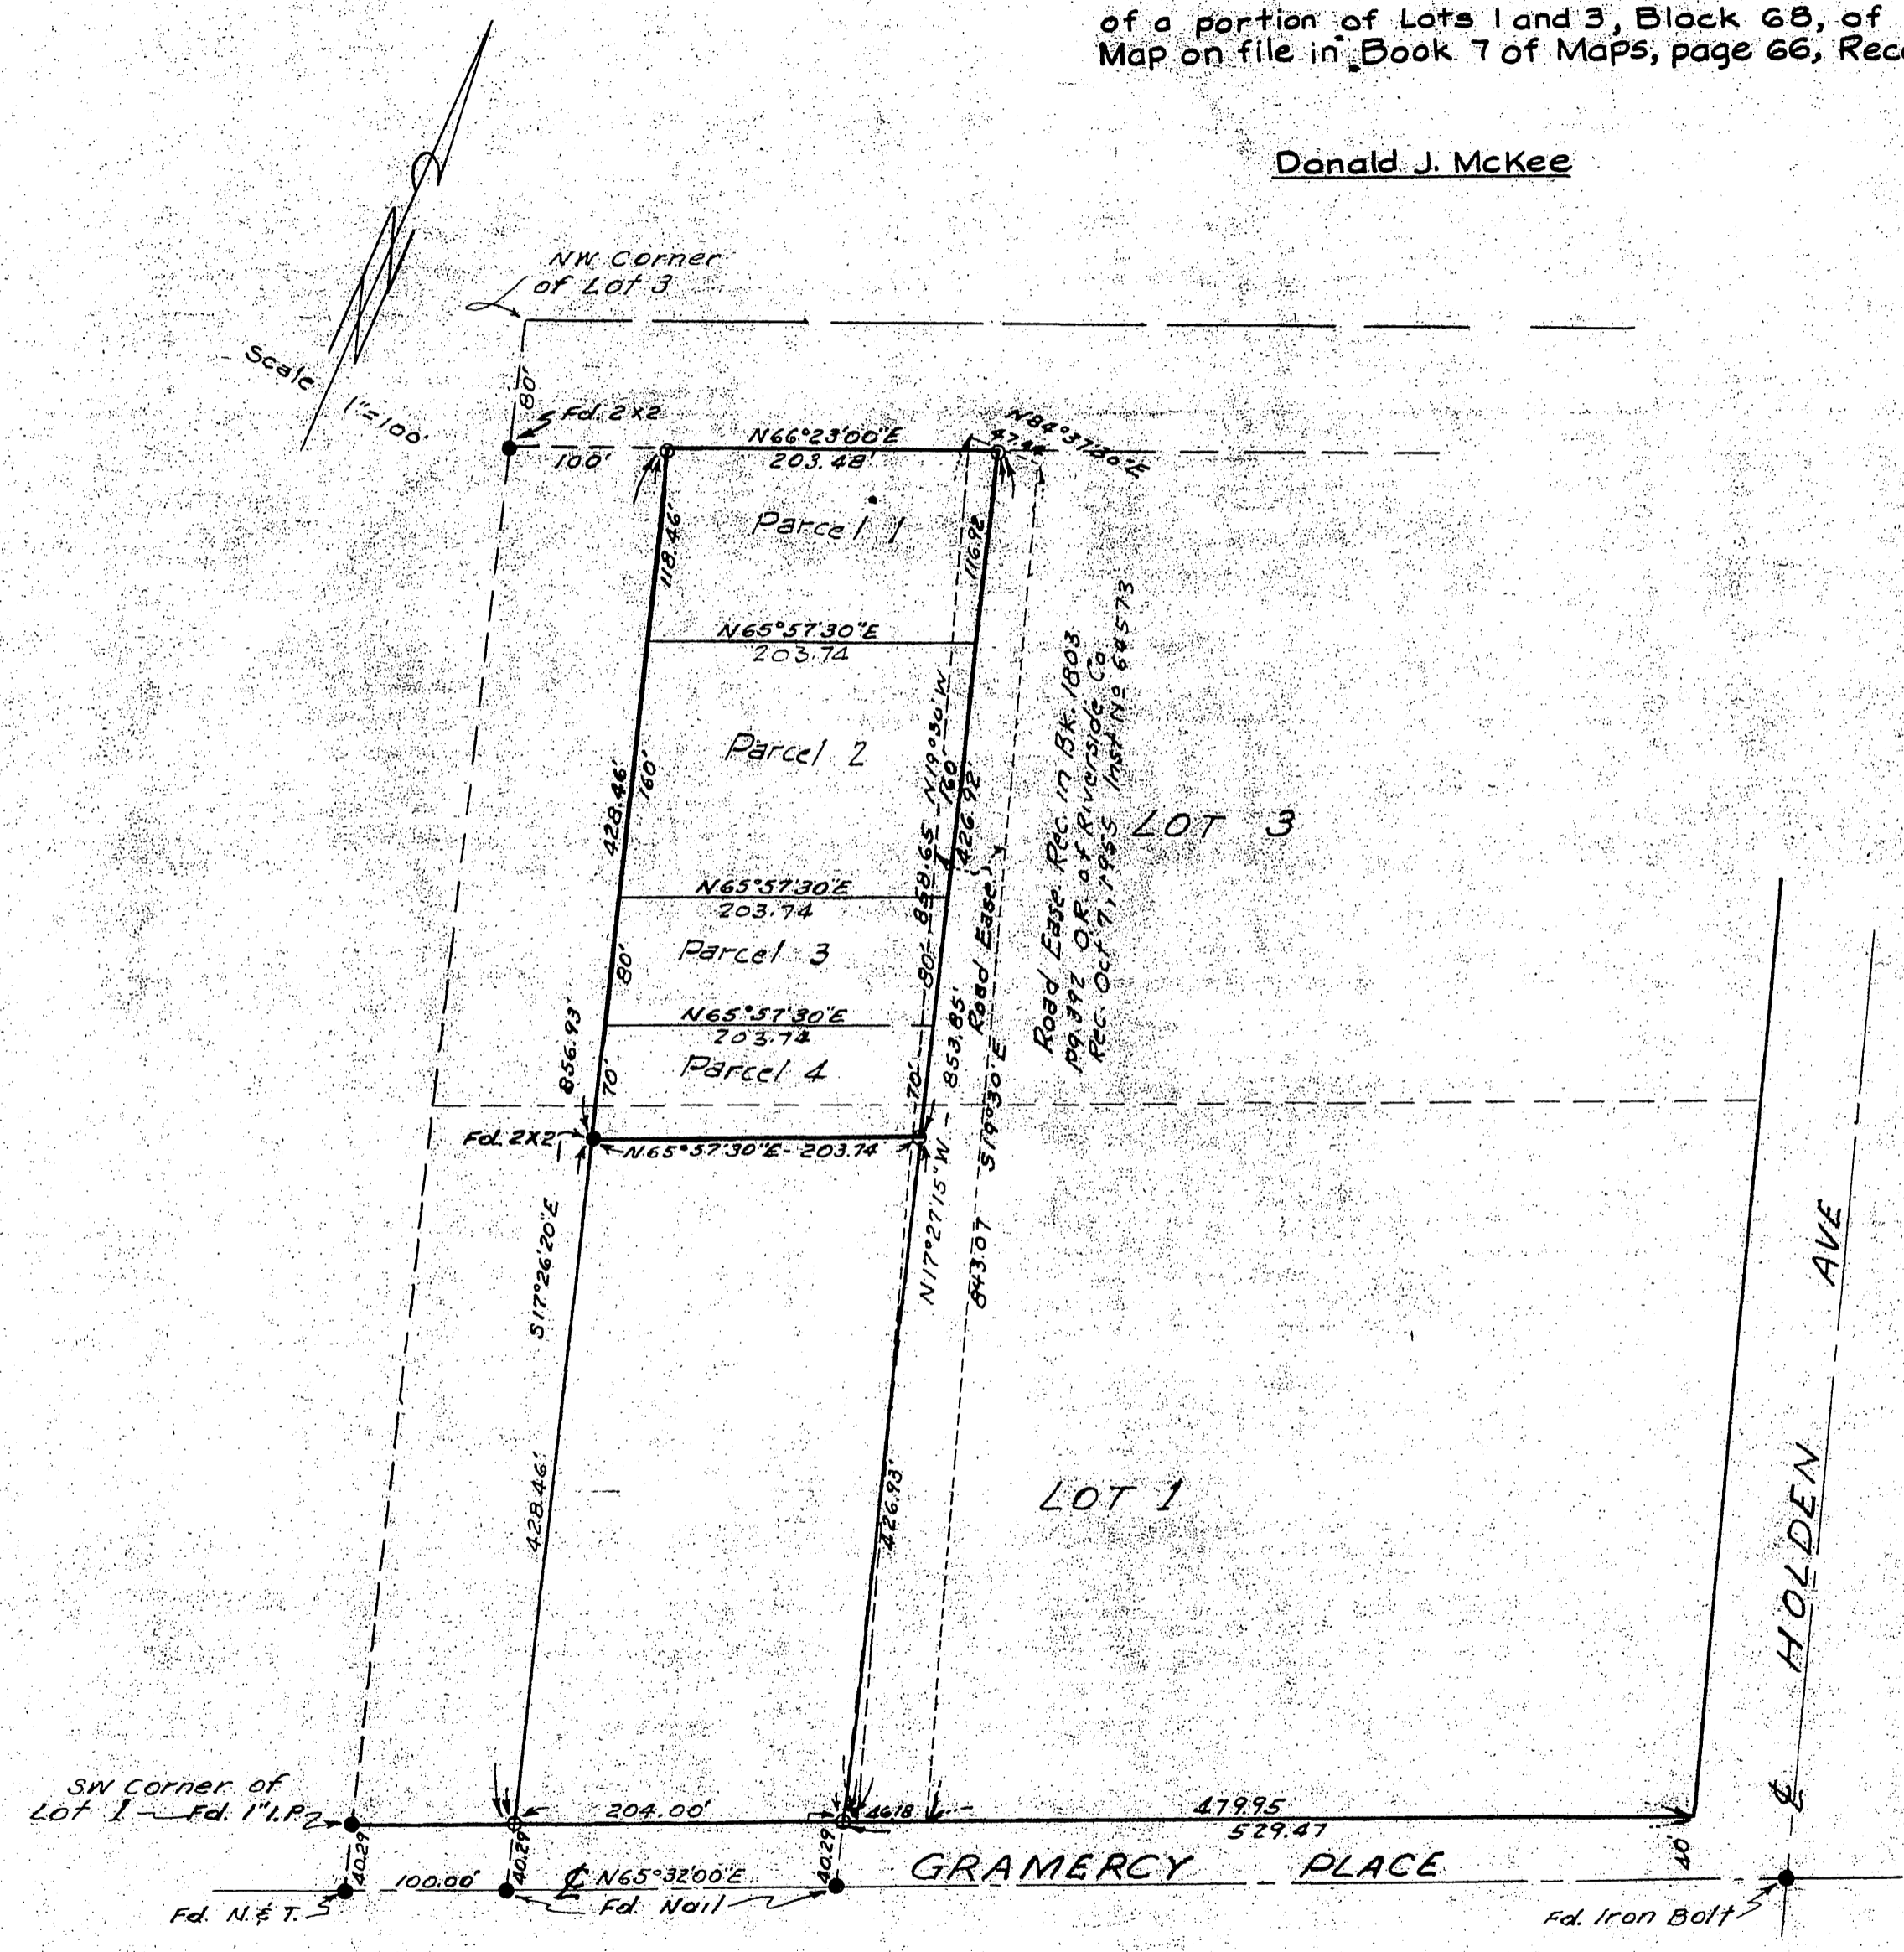 of a portion of Lots 1 and 3, Block 68, of
Map on file in Book 7 of Maps, page 66,
Donald J. McKee
NW Corner
of Lot 3
Scale 1"=100'
80'
Fd. 2x2
100'
N66°23'00"E
203.48'
N84°37'30"E
47.44
Parcel 1
118.46'
116.92
N65°57'30"E
203.74
Parcel 2
428.46'
160'
858.65 N19°30'W
160'
426.92'
Road Ease Rec. in Bk. 1803
pg. 392 O.R. of Riverside Co
Rec. Oct 7, 1955 Inst Nº 64573
LOT 3
N65°57'30"E
203.74
Parcel 3
80'
80'
Road Ease
N65°57'30"E
203.74
Parcel 4
856.93'
70'
70'
Fd. 2X2
N65°57'30"E - 203.74
S17°26'20"E
N17°27'15"W - 853.85'
843.07 S19°30'E
428.46'
426.93'
LOT 1
HOLDEN AVE
SW Corner of
Lot 1 Fd. 1" I.P.
204.00'
46.18
479.95
529.47
40.29
40.29
40.29
40
100.00'
℄ N65°32'00"E
GRAMERCY PLACE
℄
Fd. N. & T.
Fd. Nail
Fd. Iron Bolt